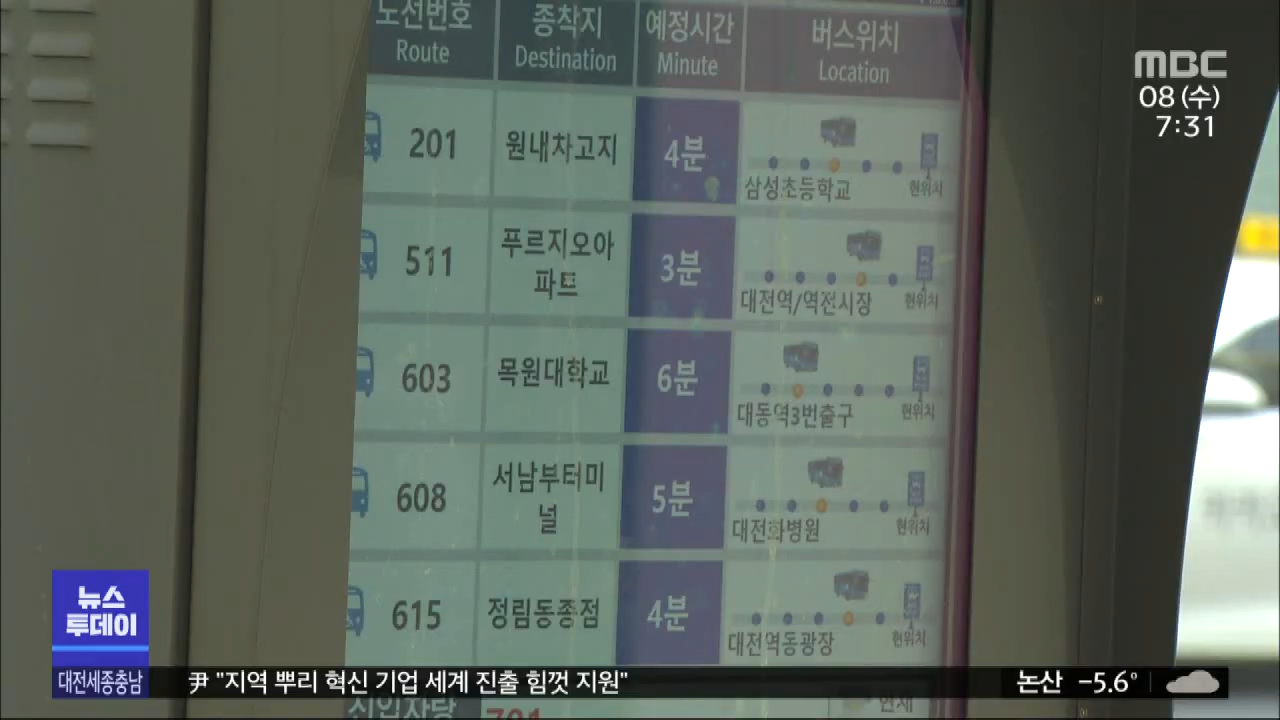 노선번호 종착지 예정시간 버스위치
Route Destination Minute Location
MBC
08 (수)
7:31
201 원내차고지 4분 삼성초등학교 현위치
511 푸르지오아
파트 3분 대전역/역전시장 현위치
603 목원대학교 6분 대동역3번출구 현위치
608 서남부터미
널 5분 대전화병원 현위치
615 정림동종점 4분 대전역동광장 현위치
뉴스
투데이
대전세종충남 尹 "지역 뿌리 혁신 기업 세계 진출 힘껏 지원" 논산 -5.6°
701